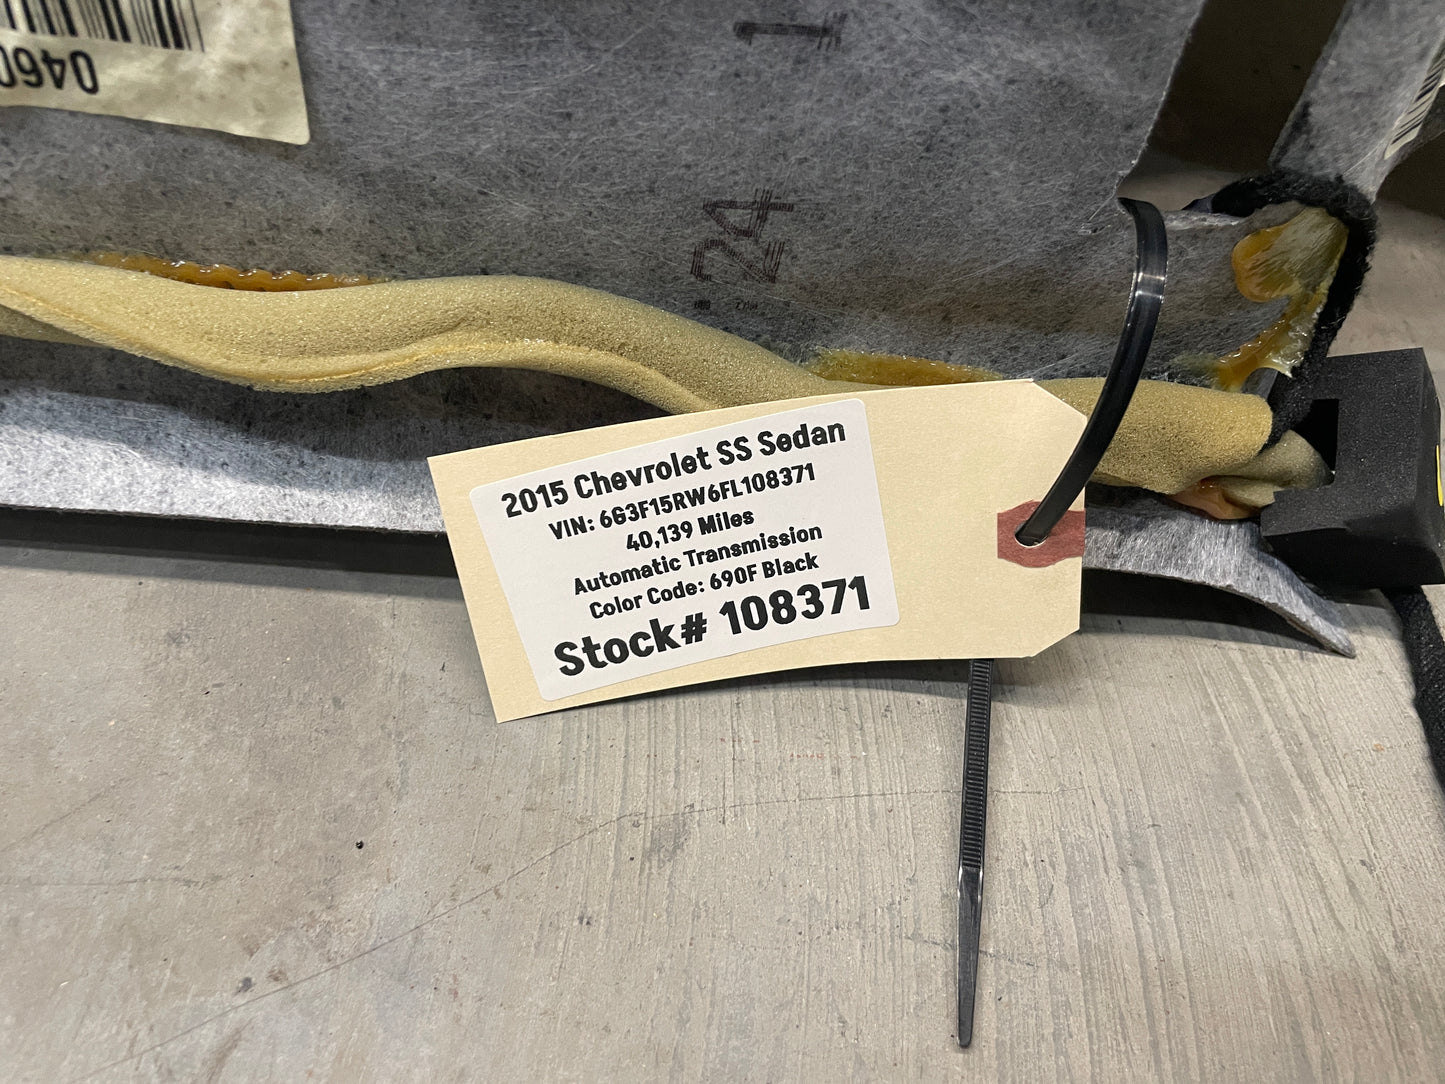 0460
1
24
2015 Chevrolet SS Sedan
VIN: 6G3F15RW6FL108371
40,139 Miles
Automatic Transmission
Color Code: 690F Black
Stock# 108371